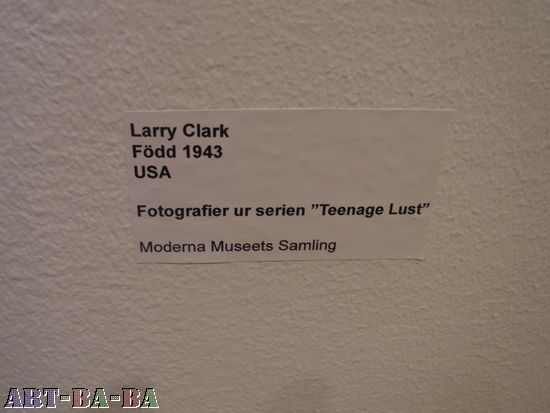 Larry Clark
Född 1943
USA
Fotografier ur serien ”Teenage Lust”
Moderna Museets Samling
ART-BA-BA